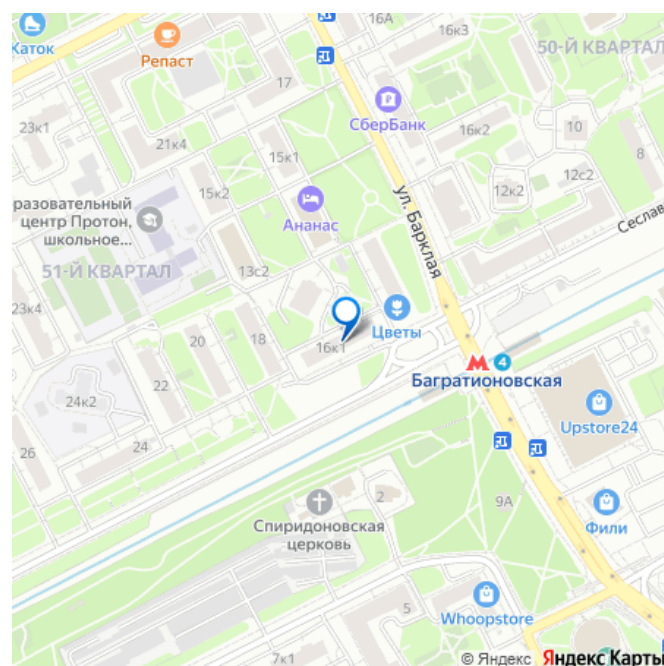 16А
16к3
Каток
50-Й КВАРТАЛ
Репаст
17
СберБанк
23к1
16к2
10
21к4
8
15к1
12с2
15к2
12к2
разовательный
центр Протон,
школьное...
ул. Барклая
Ананас
Сеслав
51-Й КВАРТАЛ
13с2
23к4
Цветы
18
20
16к1
4
Багратионовская
22
24к2
Upstore24
24
26
2
9А
Спиридоновская
церковь
Фили
5
Whoopstore
7к1
© Яндекс Яндекс Карты